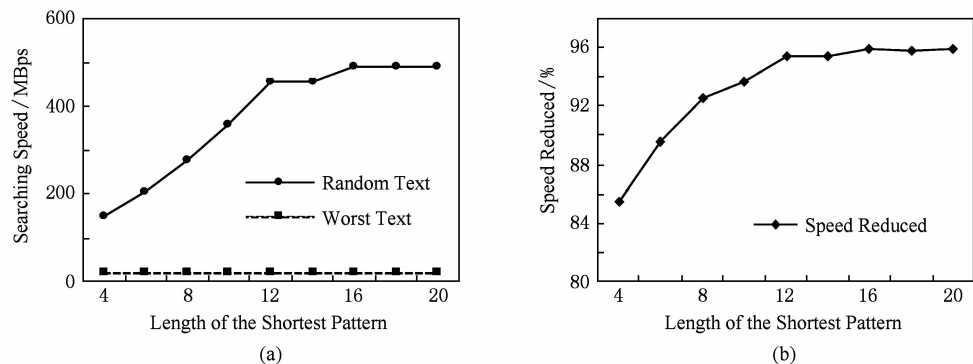 600
400
200
0
Searching Speed / MBps
Random Text
Worst Text
4 8 12 16 20
Length of the Shortest Pattern
(a)
96
92
88
84
80
Speed Reduced / %
Speed Reduced
4 8 12 16 20
Length of the Shortest Pattern
(b)